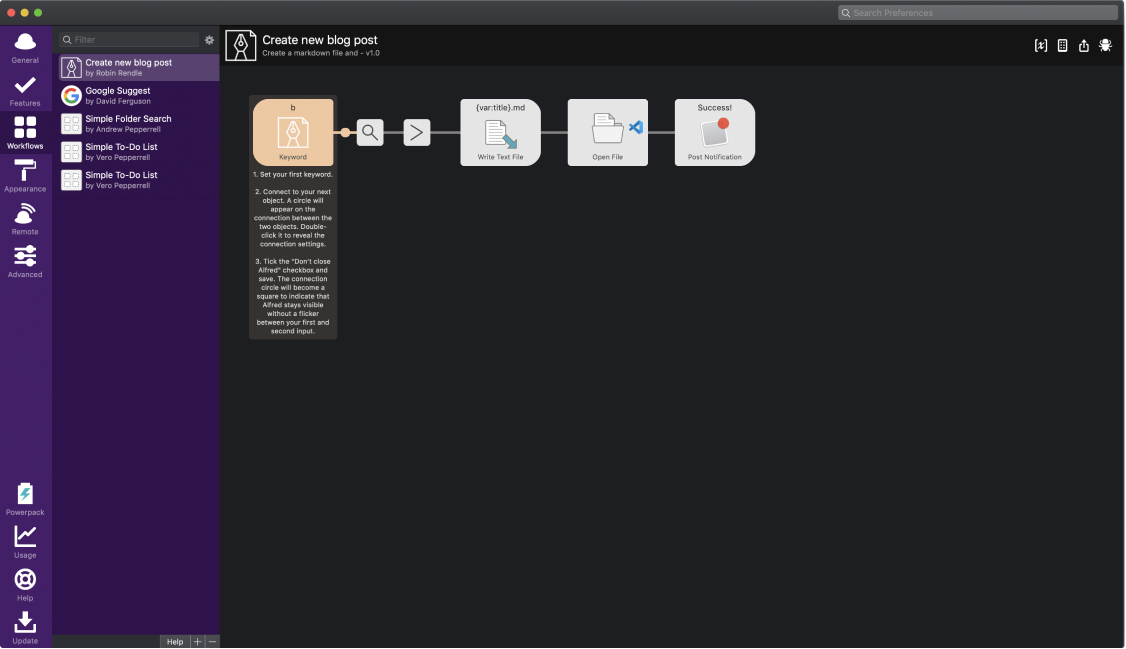 Search Preferences
General
Features
Workflows
Appearance
Remote
Advanced
Powerpack
Usage
Help
Update
Filter
Create new blog post
by Robin Rendle
Google Suggest
by David Ferguson
Simple Folder Search
by Andrew Pepperrell
Simple To-Do List
by Vero Pepperrell
Simple To-Do List
by Vero Pepperrell
Help
Create new blog post
Create a markdown file and - v1.0
b
Keyword
1. Set your first keyword.
2. Connect to your next
object. A circle will
appear on the
connection between the
two objects. Double-
click it to reveal the
connection settings.
3. Tick the "Don't close
Alfred" checkbox and
save. The connection
circle will become a
square to indicate that
Alfred stays visible
without a flicker
between your first and
second input.
{var:title}.md
Write Text File
Open File
Success!
Post Notification